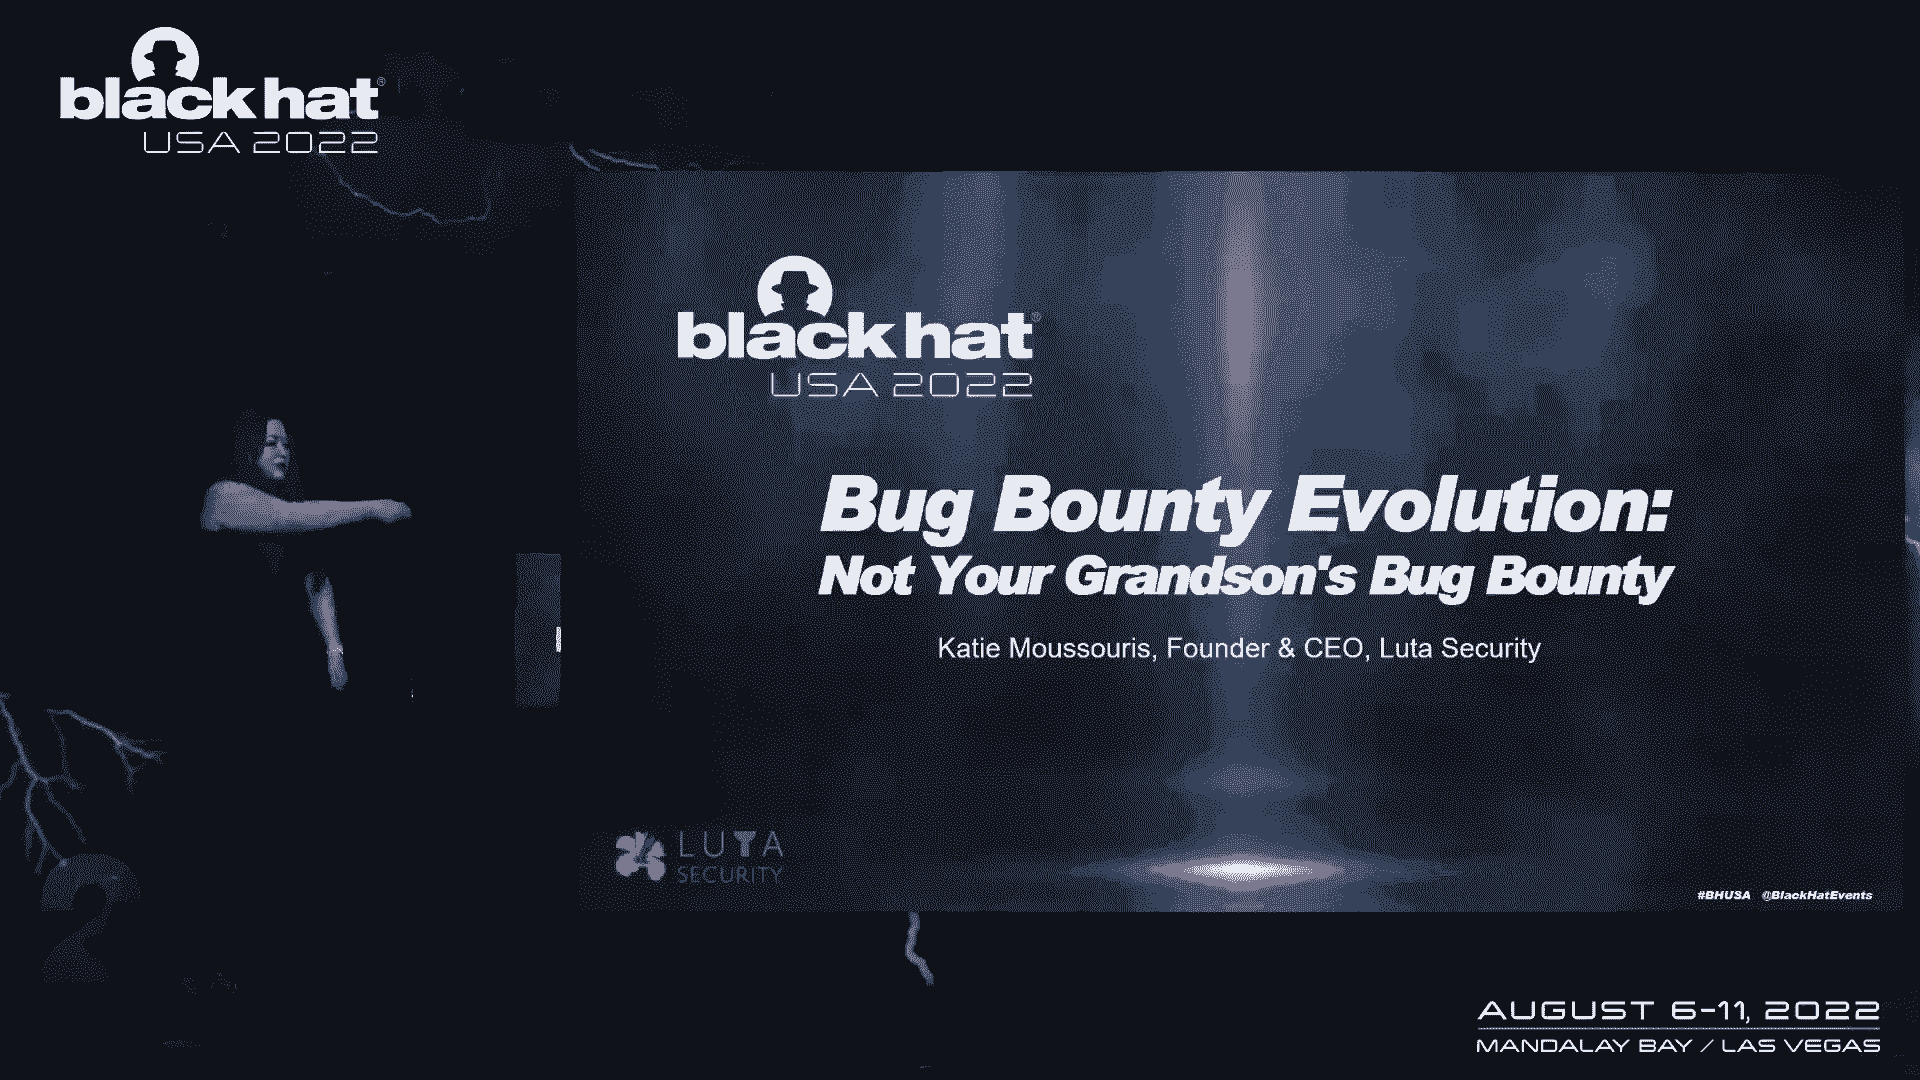 black hat®
USA 2022
black hat®
USA 2022
Bug Bounty Evolution:
Not Your Grandson's Bug Bounty
Katie Moussouris, Founder & CEO, Luta Security
LUTA
SECURITY
#BHUSA @BlackHatEvents
2
AUGUST 6-11, 2022
MANDALAY BAY / LAS VEGAS